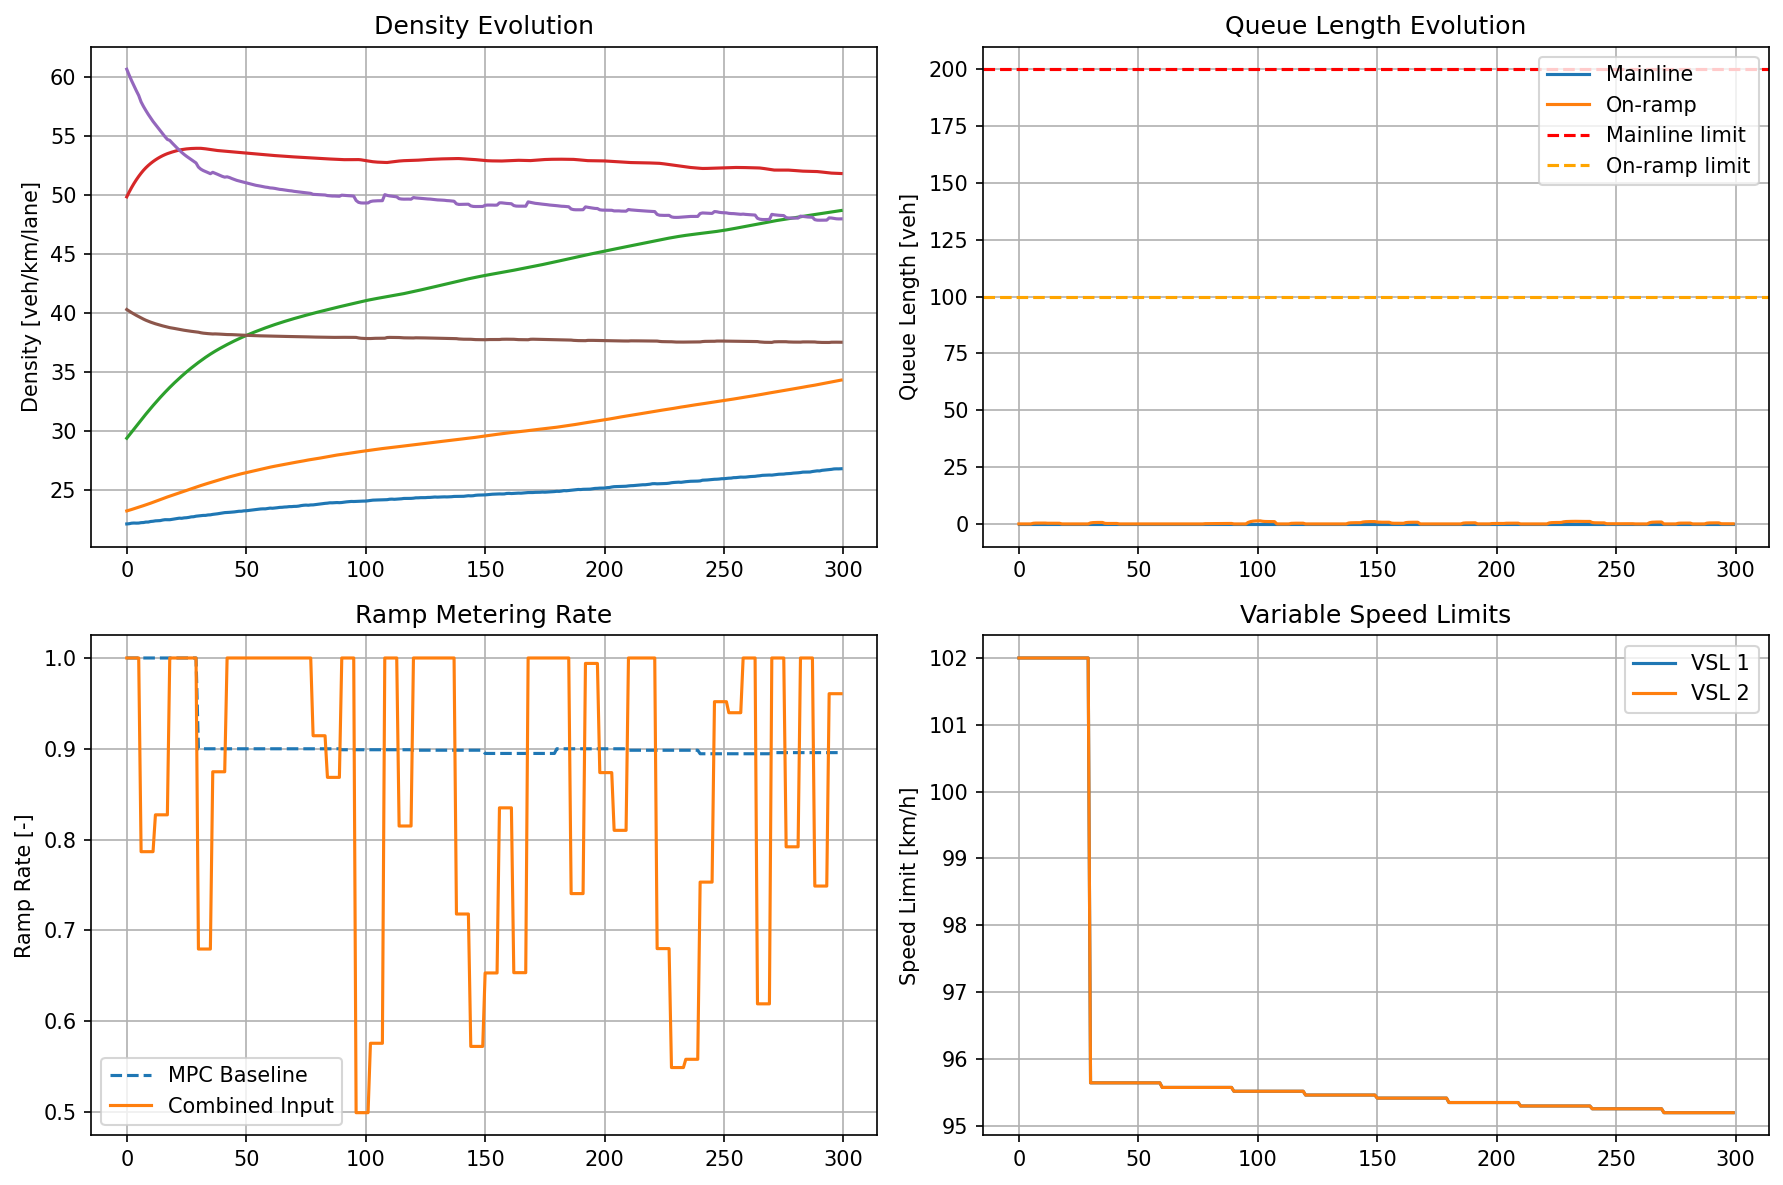 Density Evolution
Density [veh/km/lane]
60
55
50
45
40
35
30
25
0 50 100 150 200 250 300
Queue Length Evolution
Queue Length [veh]
200
175
150
125
100
75
50
25
0
Mainline
On-ramp
Mainline limit
On-ramp limit
0 50 100 150 200 250 300
Ramp Metering Rate
Ramp Rate [-]
1.0
0.9
0.8
0.7
0.6
0.5
MPC Baseline
Combined Input
0 50 100 150 200 250 300
Variable Speed Limits
Speed Limit [km/h]
102
101
100
99
98
97
96
95
VSL 1
VSL 2
0 50 100 150 200 250 300